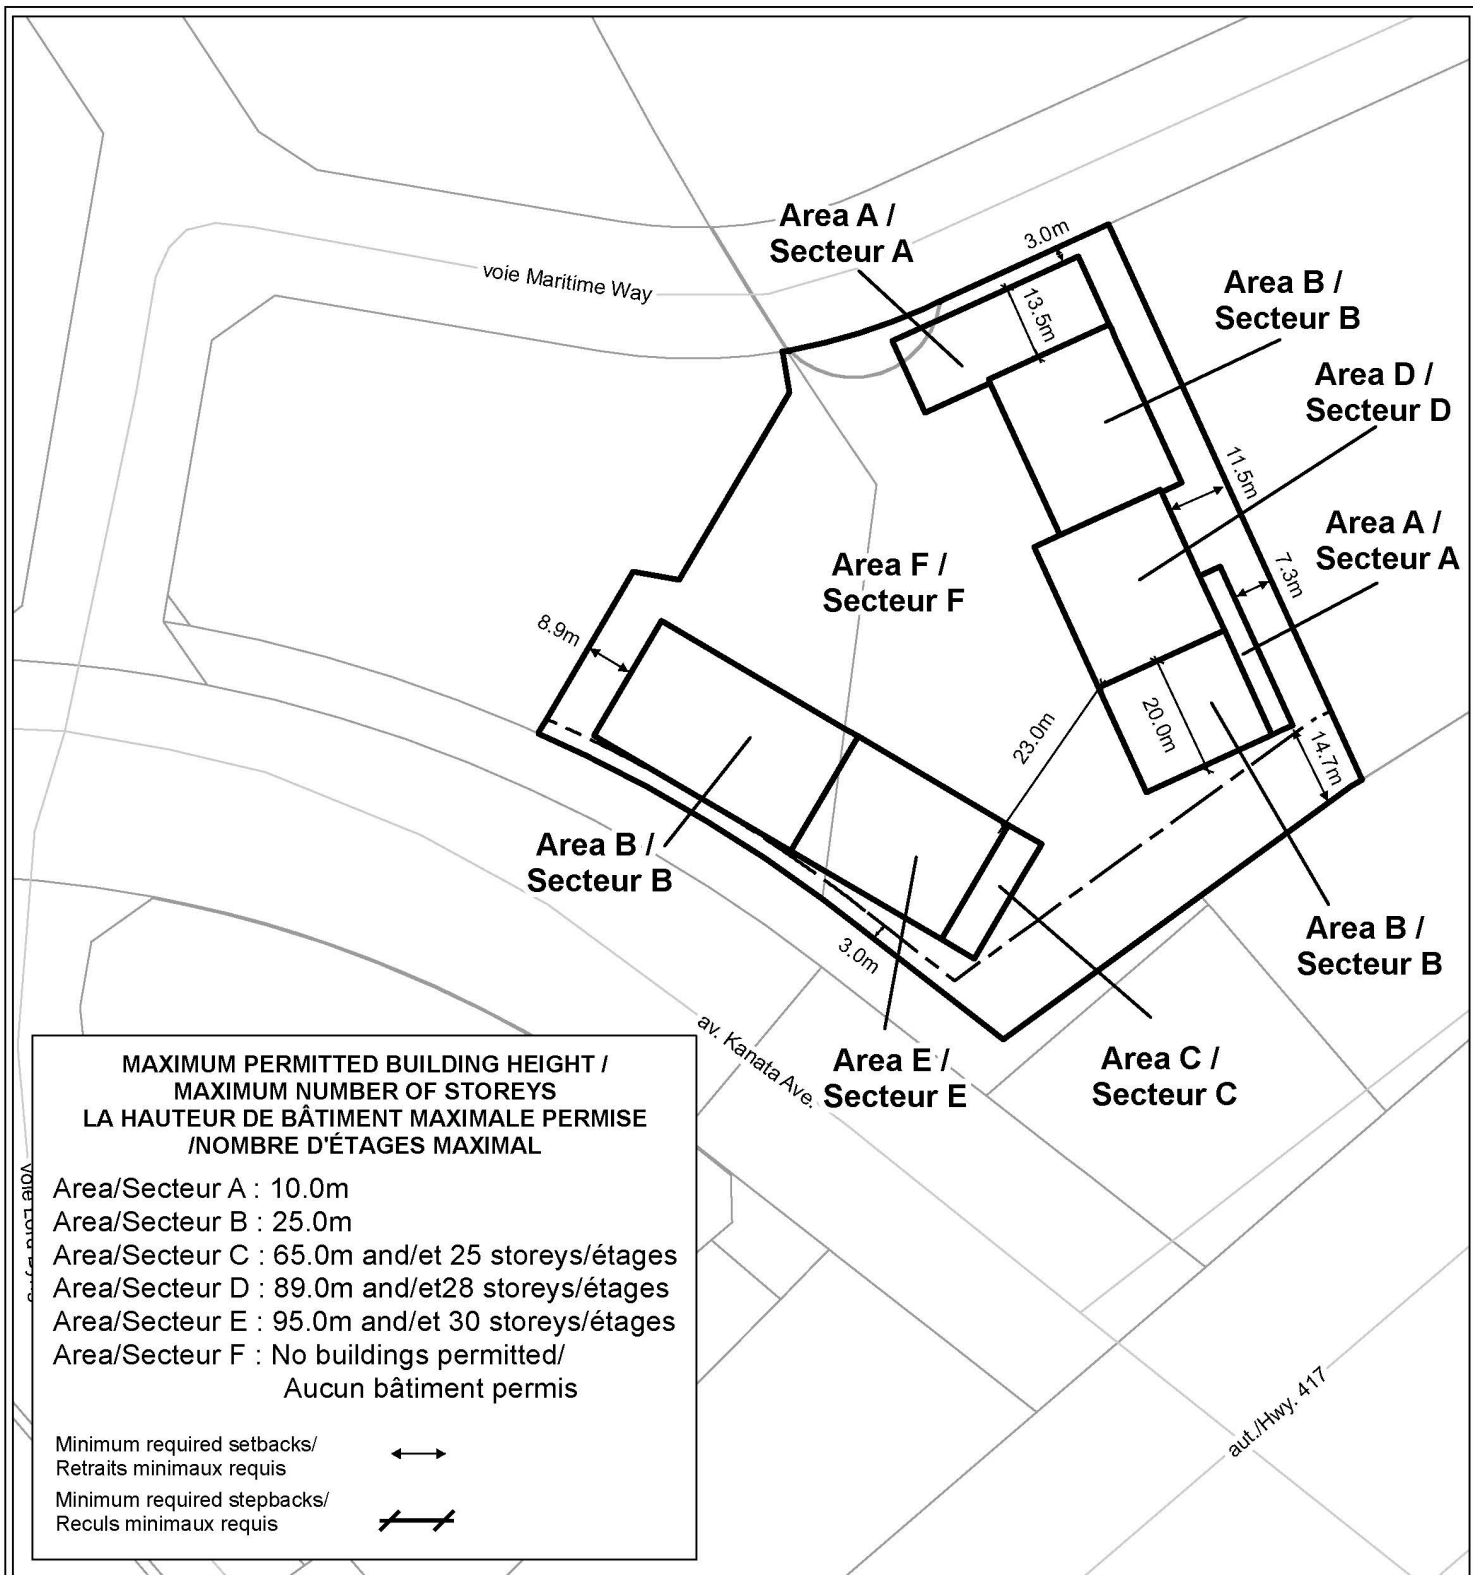 Area A /
Secteur A
3.0m
voie Maritime Way
13.5m
Area B /
Secteur B
Area D /
Secteur D
11.5m
Area A /
Secteur A
7.3m
Area F /
Secteur F
8.9m
20.0m
23.0m
14.7m
Area B /
Secteur B
3.0m
Area B /
Secteur B
av. Kanata Ave.
Area E /
Secteur E
Area C /
Secteur C
aut./Hwy. 417
voie
MAXIMUM PERMITTED BUILDING HEIGHT /
MAXIMUM NUMBER OF STOREYS
LA HAUTEUR DE BÂTIMENT MAXIMALE PERMISE
/NOMBRE D'ÉTAGES MAXIMAL
Area/Secteur A : 10.0m
Area/Secteur B : 25.0m
Area/Secteur C : 65.0m and/et 25 storeys/étages
Area/Secteur D : 89.0m and/et28 storeys/étages
Area/Secteur E : 95.0m and/et 30 storeys/étages
Area/Secteur F : No buildings permitted/
Aucun bâtiment permis
Minimum required setbacks/
Retraits minimaux requis
Minimum required stepbacks/
Reculs minimaux requis